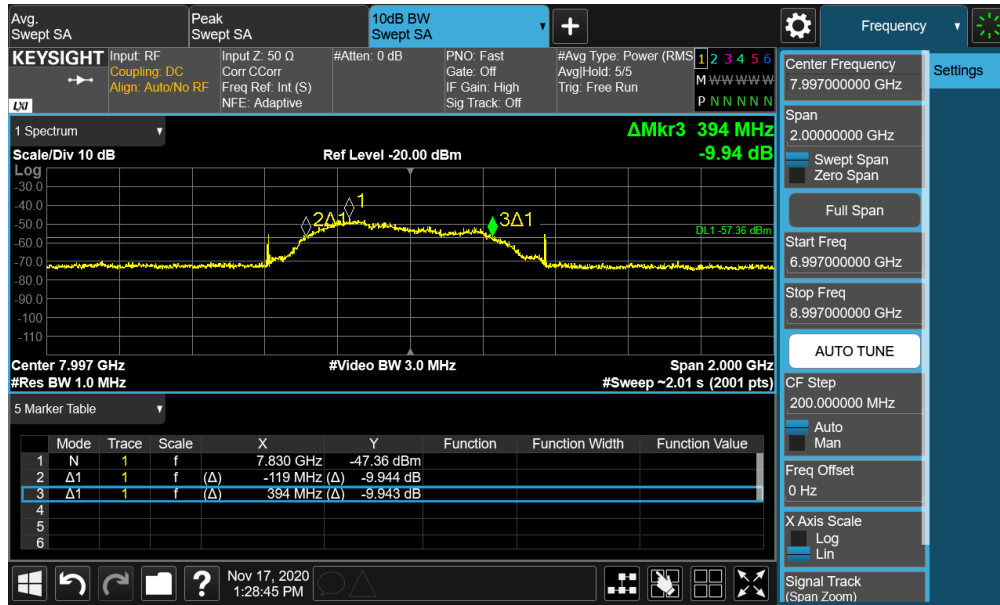 Avg.
Swept SA
Peak
Swept SA
10dB BW
Swept SA
Frequency
KEYSIGHT
LXI
Input: RF
Coupling: DC
Align: Auto/No RF
Input Z: 50 Ω
Corr CCorr
Freq Ref: Int (S)
NFE: Adaptive
#Atten: 0 dB
PNO: Fast
Gate: Off
IF Gain: High
Sig Track: Off
#Avg Type: Power (RMS
Avg|Hold: 5/5
Trig: Free Run
1 2 3 4 5 6
M W W W W W
P N N N N N
1 Spectrum
ΔMkr3 394 MHz
-9.94 dB
Scale/Div 10 dB
Ref Level -20.00 dBm
Log
-30.0
-40.0
-50.0
-60.0
-70.0
-80.0
-90.0
-100
-110
1
2Δ1
3Δ1
DL1 -57.36 dBm
Center 7.997 GHz
#Video BW 3.0 MHz
Span 2.000 GHz
#Res BW 1.0 MHz
#Sweep ~2.01 s (2001 pts)
5 Marker Table
Mode Trace Scale X Y Function Function Width Function Value
1 N 1 f 7.830 GHz -47.36 dBm
2 Δ1 1 f (Δ) -119 MHz (Δ) -9.944 dB
3 Δ1 1 f (Δ) 394 MHz (Δ) -9.943 dB
4
5
6
Nov 17, 2020
1:28:45 PM
?
Center Frequency
7.997000000 GHz
Span
2.00000000 GHz
Swept Span
Zero Span
Full Span
Start Freq
6.997000000 GHz
Stop Freq
8.997000000 GHz
AUTO TUNE
CF Step
200.000000 MHz
Auto
Man
Freq Offset
0 Hz
X Axis Scale
Log
Lin
Signal Track
(Span Zoom)
Settings